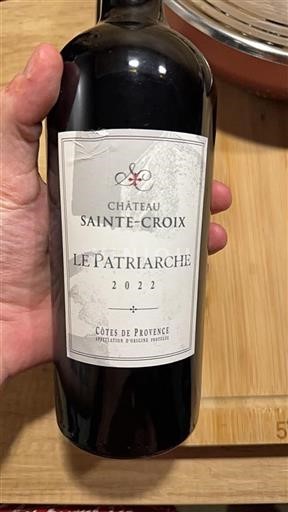 CHÂTEAU
SAINTE-CROIX
LE PATRIARCHE
2022
CÔTES DE PROVENCE
APPELLATION D'ORIGINE PROTÉGÉE